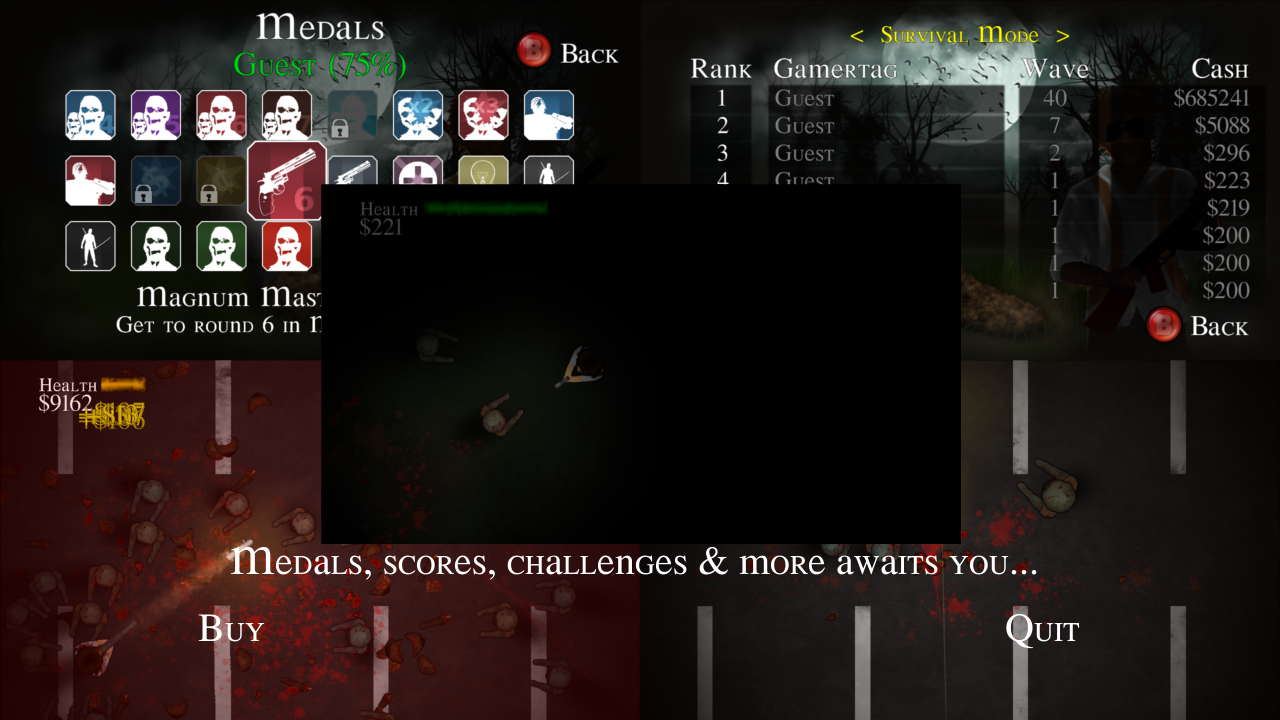 Medals
Guest (75%)
B Back
6
Magnum Mast
Get to round 6 in
< Survival Mode >
Rank Gamertag Wave Cash
1 Guest 40 $685241
2 Guest 7 $5088
3 Guest 2 $296
4 Guest 1 $223
1 $219
1 $200
1 $200
1 $200
B Back
Health
$221
Health
$9162
Medals, scores, challenges & more awaits you...
Buy Quit